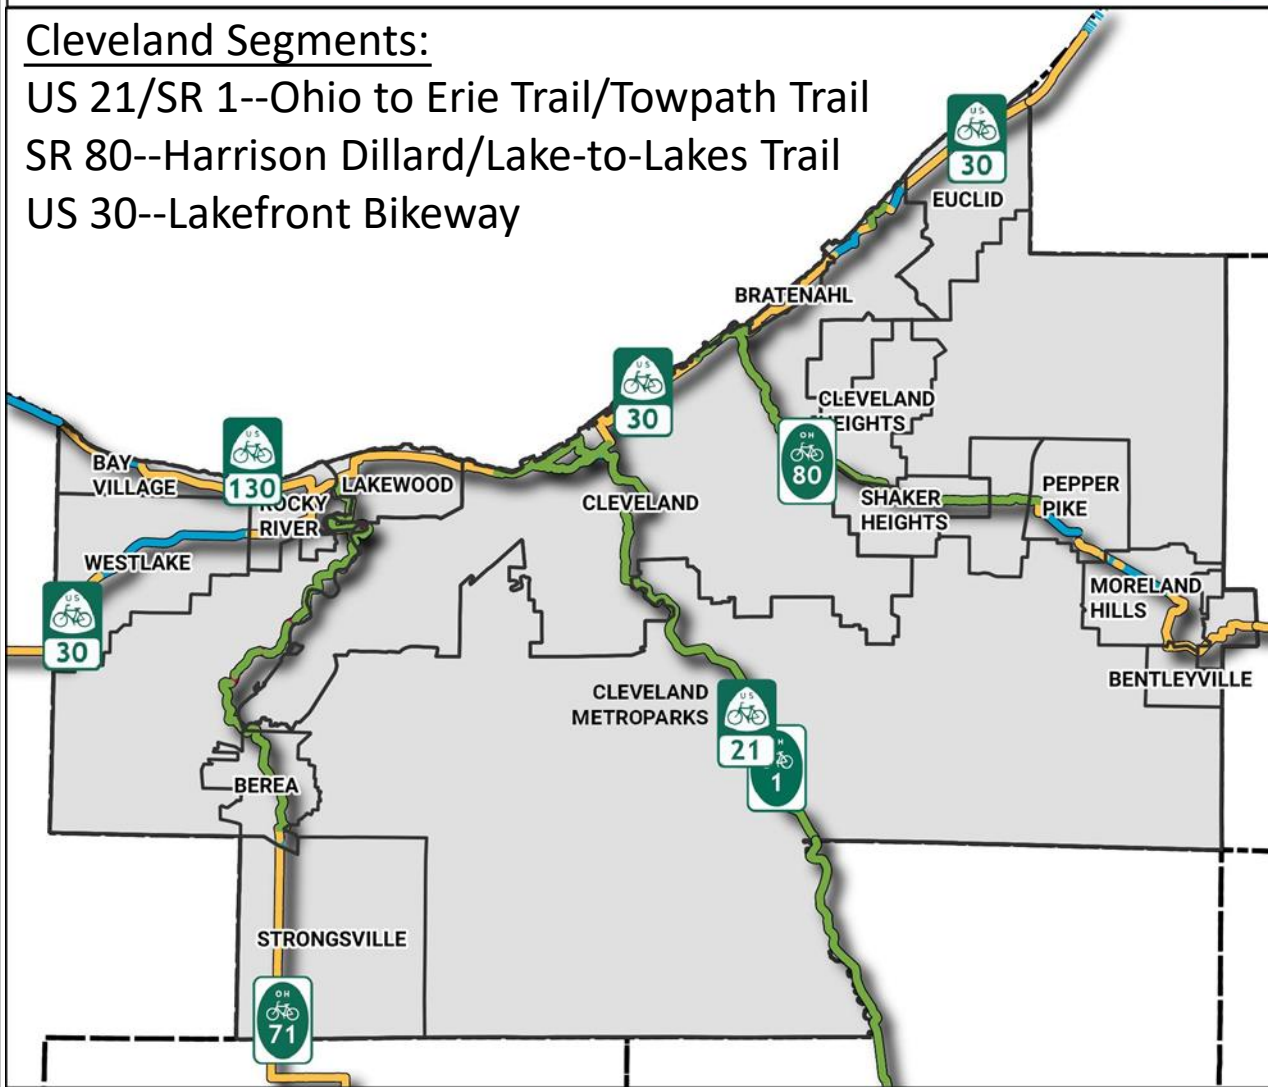 Cleveland Segments:
US 21/SR 1--Ohio to Erie Trail/Towpath Trail
SR 80--Harrison Dillard/Lake-to-Lakes Trail
US 30--Lakefront Bikeway
US
30
EUCLID
BRATENAHL
US
30
CLEVELAND
HEIGHTS
OH
80
US
130
BAY
VILLAGE
LAKEWOOD
ROCKY
RIVER
CLEVELAND
SHAKER
HEIGHTS
PEPPER
PIKE
WESTLAKE
US
30
MORELAND
HILLS
BENTLEYVILLE
CLEVELAND
METROPARKS
US
21
H
1
BEREA
STRONGSVILLE
OH
71